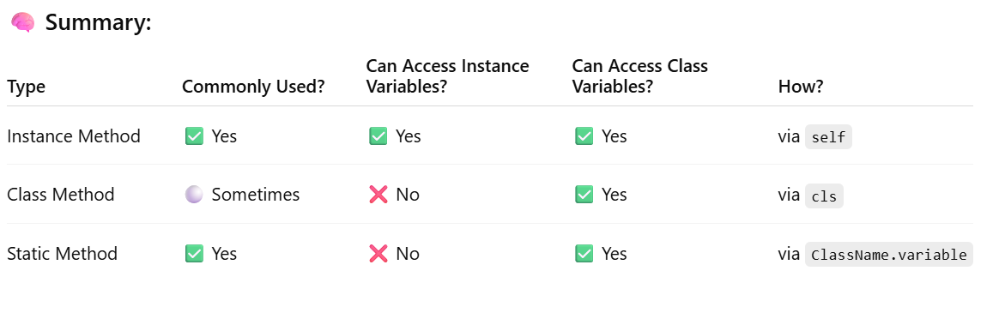 🧠 Summary:
Type Commonly Used? Can Access Instance Variables? Can Access Class Variables? How?
Instance Method ✅ Yes ✅ Yes ✅ Yes via self
Class Method ⚪ Sometimes ❌ No ✅ Yes via cls
Static Method ✅ Yes ❌ No ✅ Yes via ClassName.variable